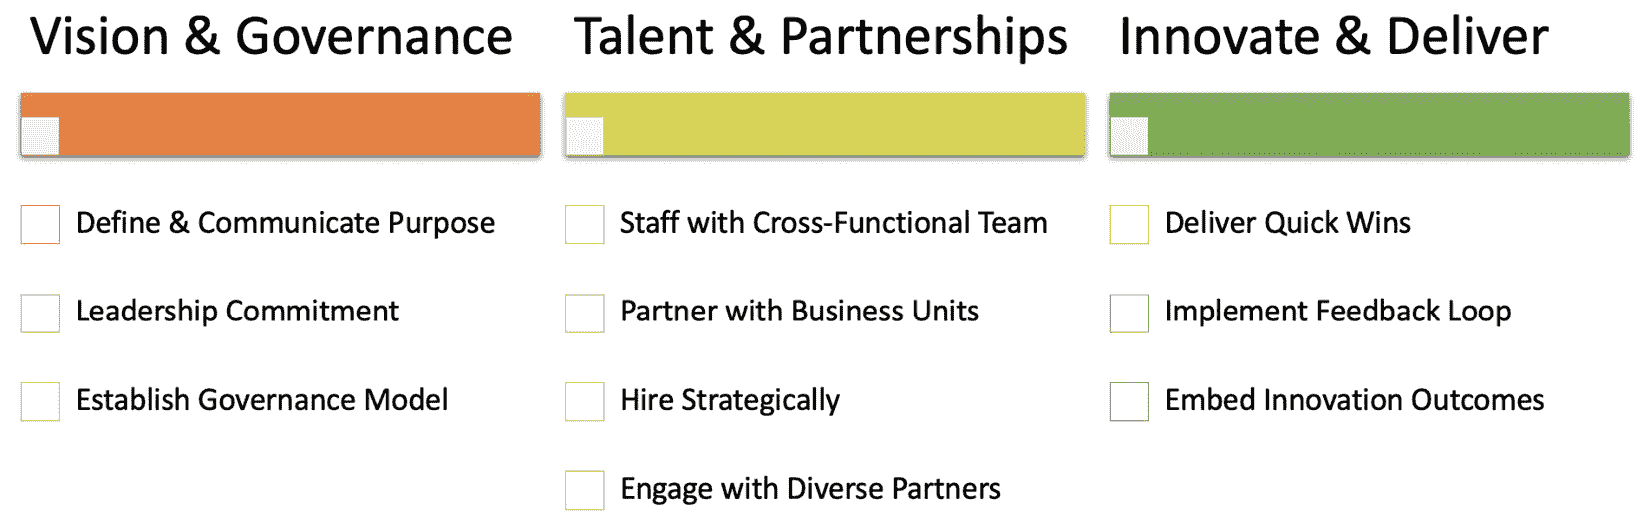 Vision & Governance
Define & Communicate Purpose
Leadership Commitment
Establish Governance Model
Talent & Partnerships
Staff with Cross-Functional Team
Partner with Business Units
Hire Strategically
Engage with Diverse Partners
Innovate & Deliver
Deliver Quick Wins
Implement Feedback Loop
Embed Innovation Outcomes